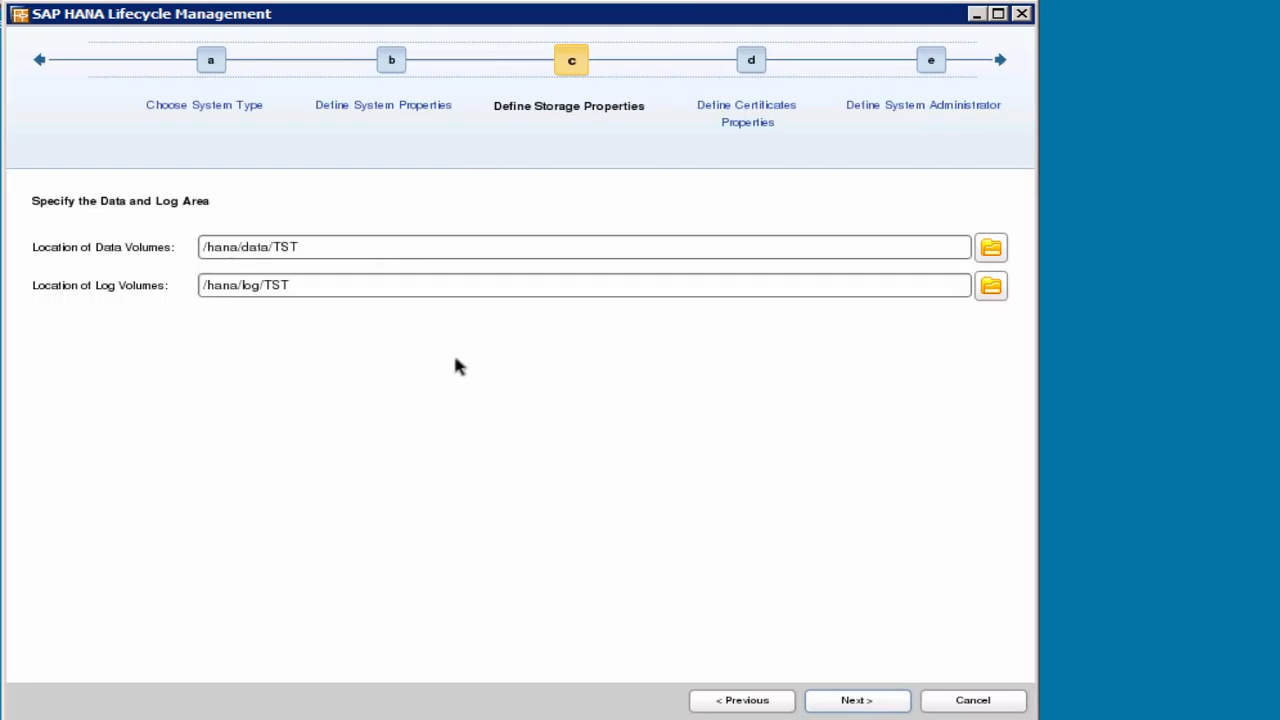 SAP HANA Lifecycle Management
a b c d e
Choose System Type Define System Properties Define Storage Properties Define Certificates Properties Define System Administrator
Specify the Data and Log Area
Location of Data Volumes: /hana/data/TST
Location of Log Volumes: /hana/log/TST
< Previous Next > Cancel